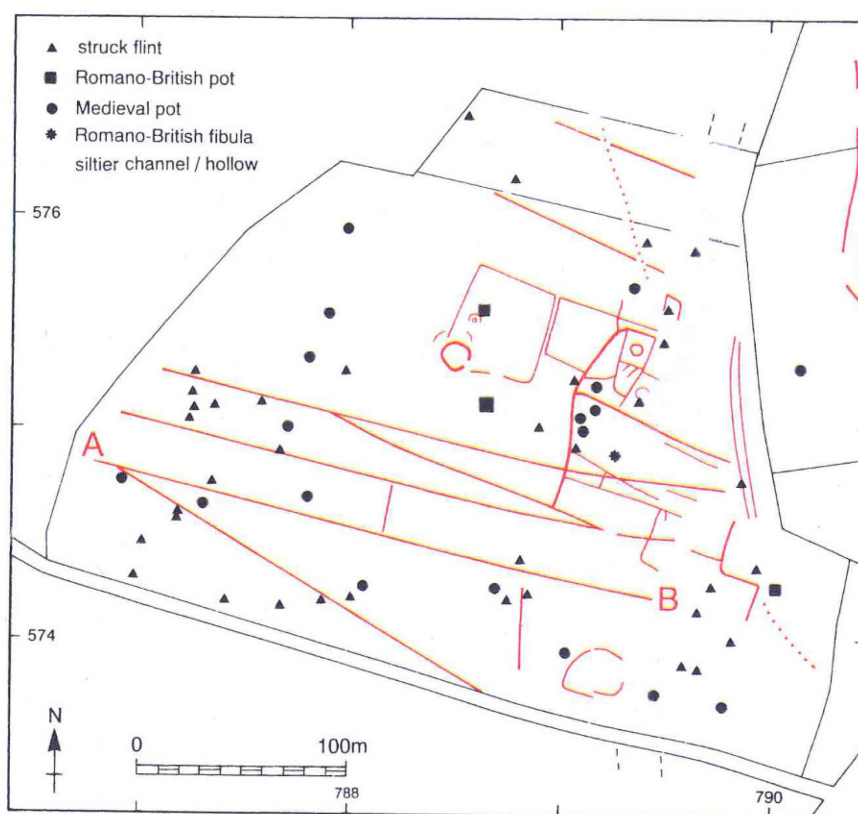 struck flint
Romano-British pot
Medieval pot
Romano-British fibula
siltier channel / hollow
576
A
B
574
N
0 100m
788
790